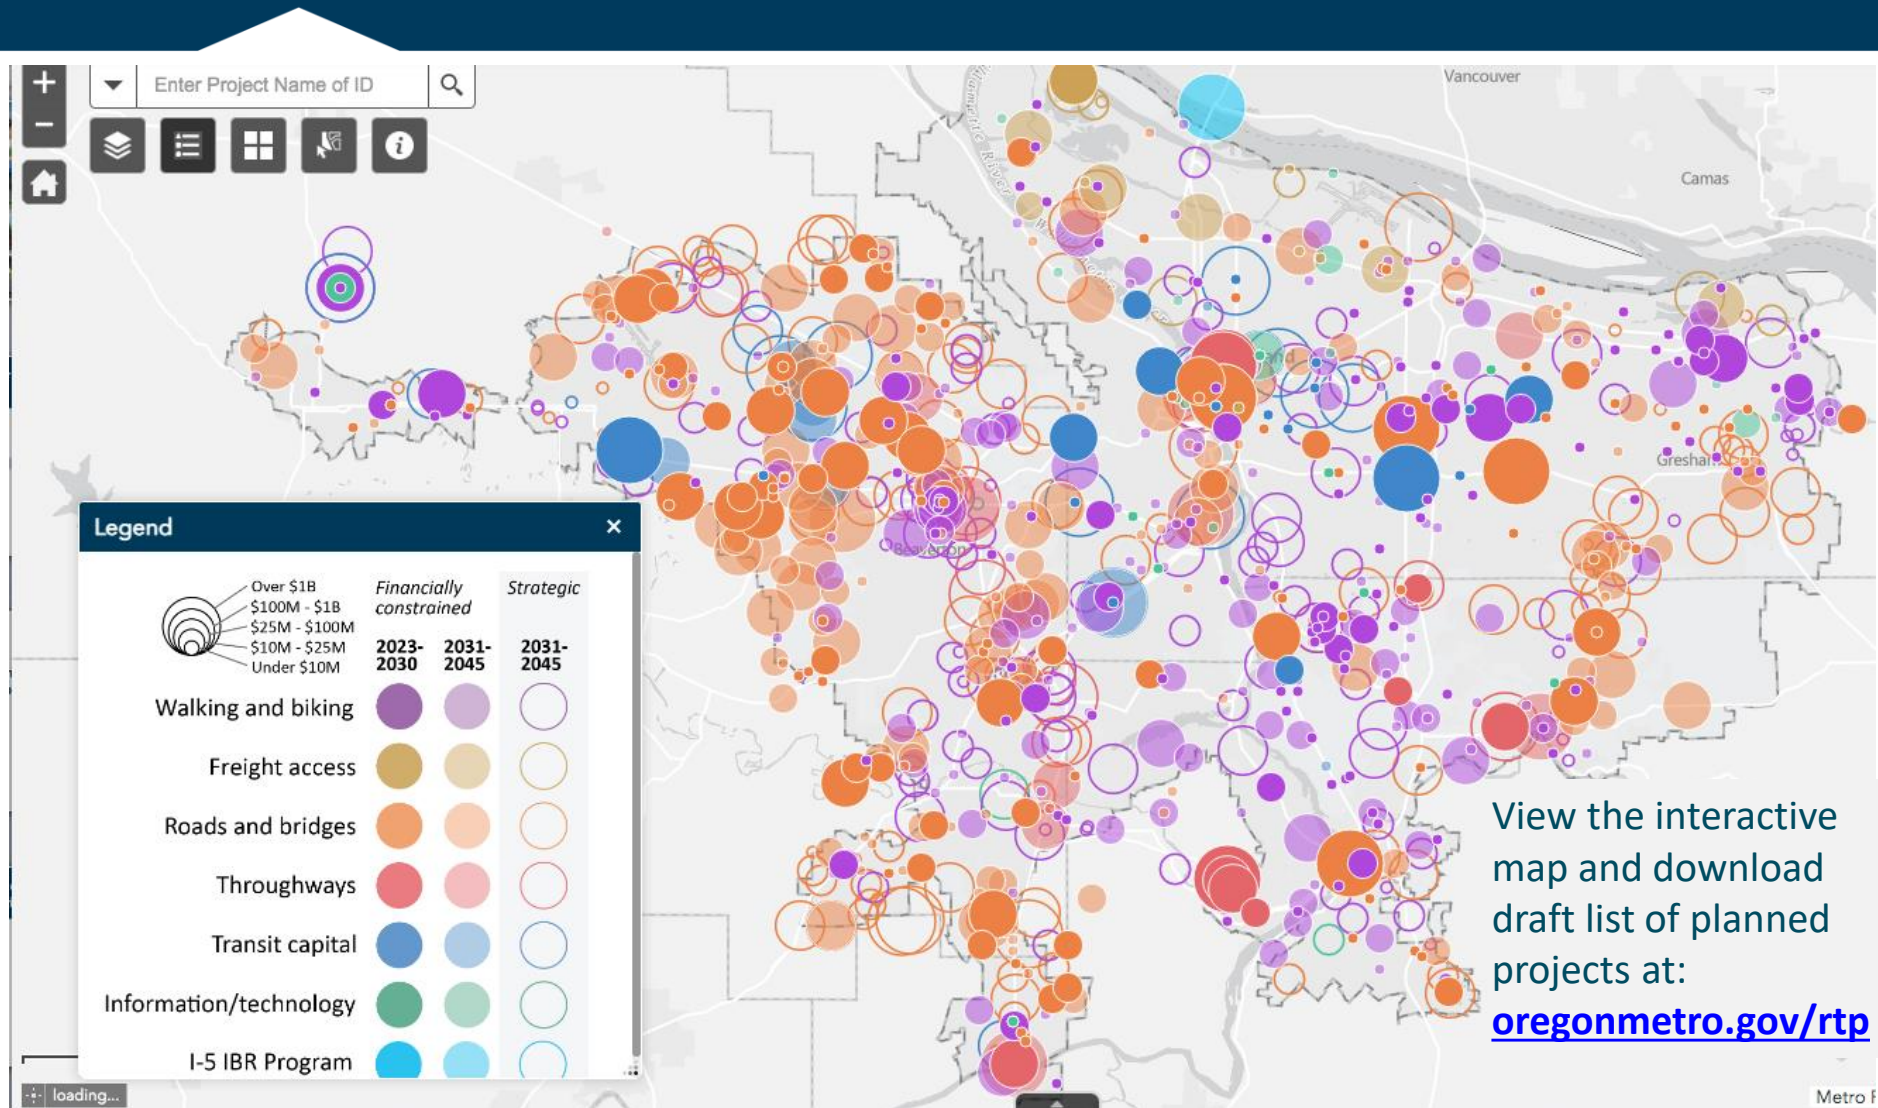 Enter Project Name of ID
Vancouver
Camas
Beaverton
Legend
Over $1B
$100M - $1B
$25M - $100M
$10M - $25M
Under $10M
Financially
constrained
Strategic
2023-
2030
2031-
2045
2031-
2045
Walking and biking
Freight access
Roads and bridges
Throughways
Transit capital
Information/technology
I-5 IBR Program
View the interactive
map and download
draft list of planned
projects at:
oregonmetro.gov/rtp
loading...
Metro